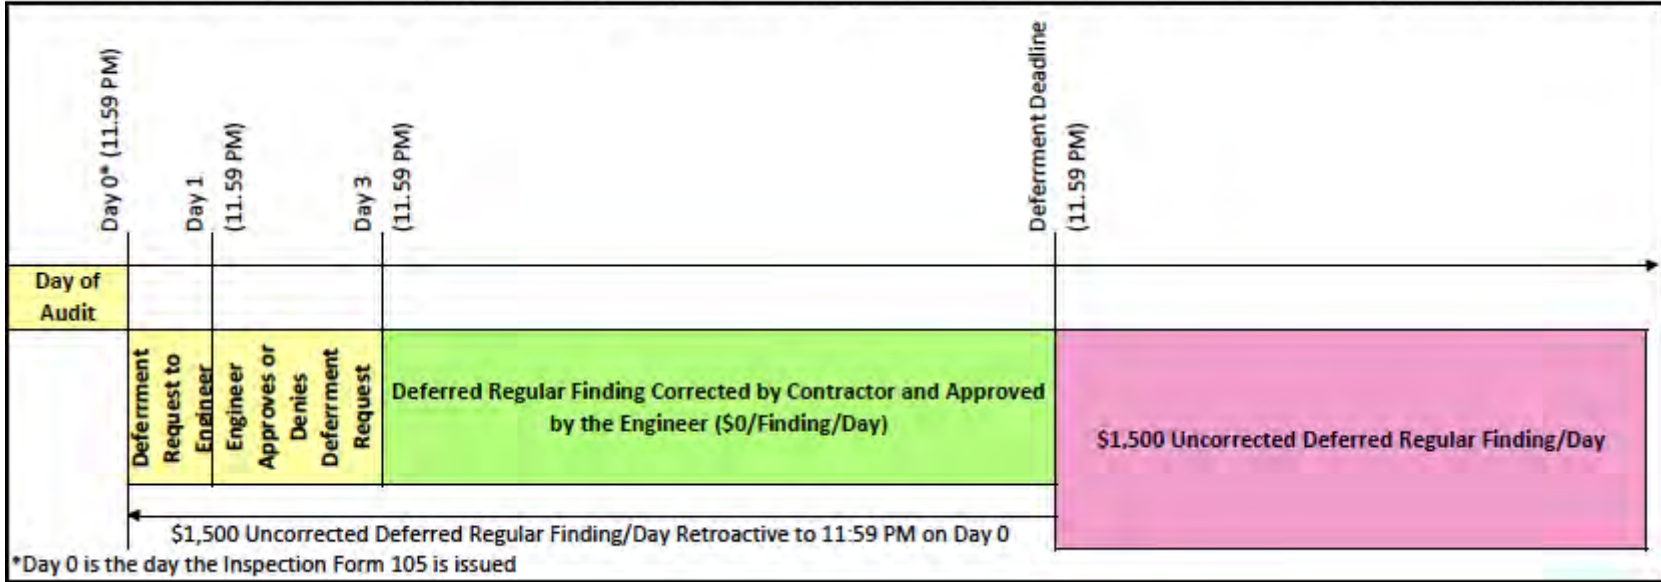 Day 0* (11.59 PM)
Day 1
(11.59 PM)
Day 3
(11.59 PM)
Deferrment Deadline
(11.59 PM)
Day of
Audit
Deferrment
Request to
Engineer
Engineer
Approves or
Denies
Deferrment
Request
Deferred Regular Finding Corrected by Contractor and Approved
by the Engineer ($0/Finding/Day)
$1,500 Uncorrected Deferred Regular Finding/Day
$1,500 Uncorrected Deferred Regular Finding/Day Retroactive to 11:59 PM on Day 0
*Day 0 is the day the Inspection Form 105 is issued